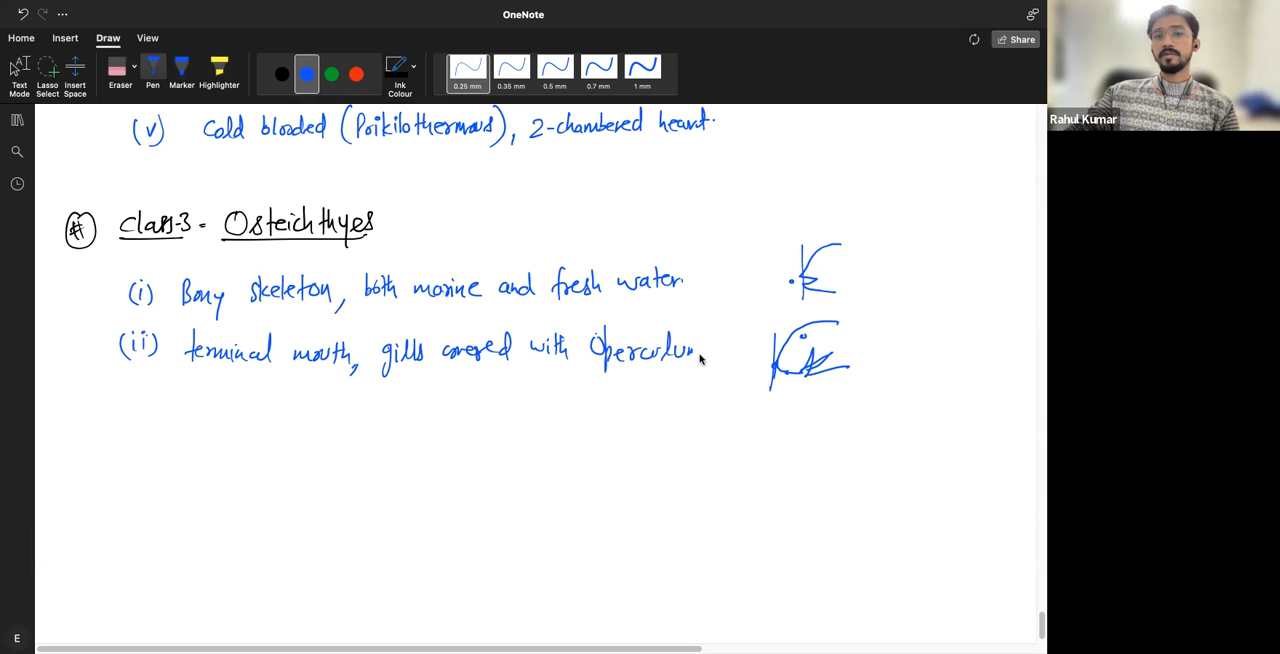 OneNote
Home Insert Draw View
Share
Text Mode Lasso Select Insert Space Eraser Pen Marker Highlighter Ink Colour 0.25 mm 0.35 mm 0.5 mm 0.7 mm 1 mm
Rahul Kumar
(v) Cold blooded (Poikilothermous), 2-chambered heart.
# Class-3 = Osteichthyes
(i) Bony skeleton, both marine and fresh water.
(ii) terminal mouth, gills covered with Operculum
E